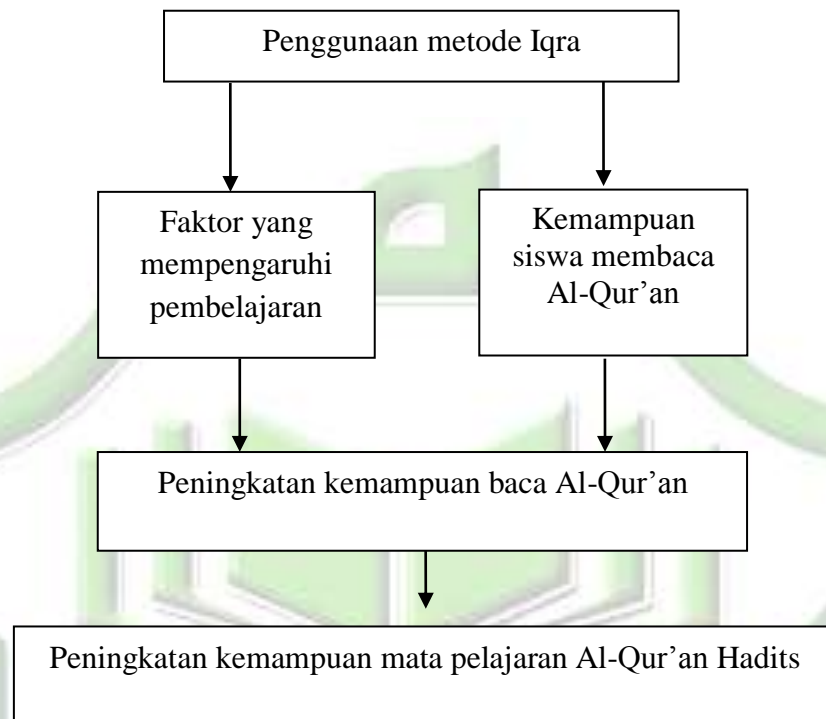 Penggunaan metode Iqra
Faktor yang
mempengaruhi
pembelajaran
Kemampuan
siswa membaca
Al-Qur’an
Peningkatan kemampuan baca Al-Qur’an
Peningkatan kemampuan mata pelajaran Al-Qur’an Hadits